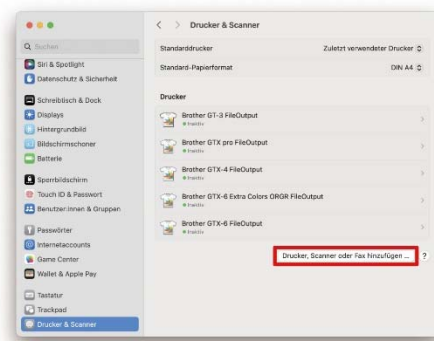 Drucker & Scanner
Suchen
Siri & Spotlight
Datenschutz & Sicherheit
Schreibtisch & Dock
Displays
Hintergrundbild
Bildschirmschoner
Batterie
Sperrbildschirm
Touch ID & Passwort
Benutzer:innen & Gruppen
Passwörter
Internetaccounts
Game Center
Wallet & Apple Pay
Tastatur
Trackpad
Drucker & Scanner
Standarddrucker Zuletzt verwendeter Drucker
Standard-Papierformat DIN A4
Drucker
Brother GT-3 FileOutput
Inaktiv
Brother GTX pro FileOutput
Inaktiv
Brother GTX-4 FileOutput
Inaktiv
Brother GTX-6 Extra Colors ORGR FileOutput
Inaktiv
Brother GTX-6 FileOutput
Inaktiv
Drucker, Scanner oder Fax hinzufügen ... ?